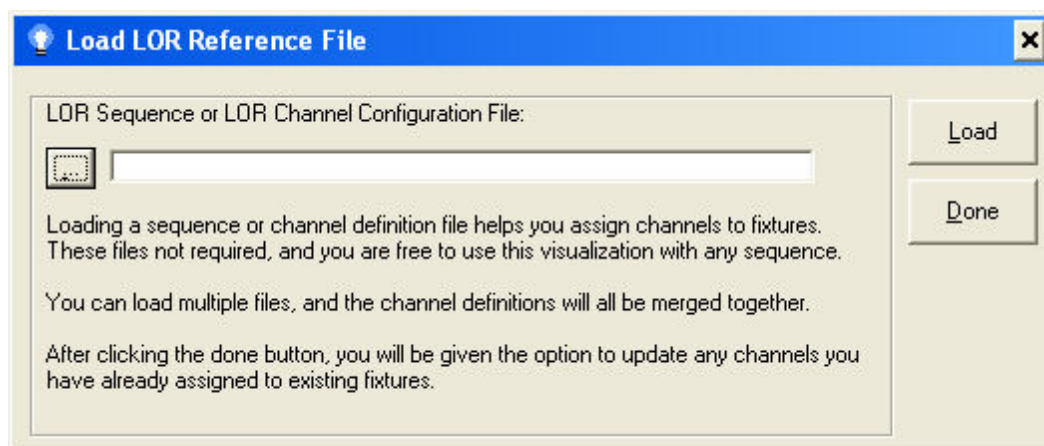 Load LOR Reference File
LOR Sequence or LOR Channel Configuration File:
Load
...
Done
Loading a sequence or channel definition file helps you assign channels to fixtures.
These files not required, and you are free to use this visualization with any sequence.
You can load multiple files, and the channel definitions will all be merged together.
After clicking the done button, you will be given the option to update any channels you
have already assigned to existing fixtures.